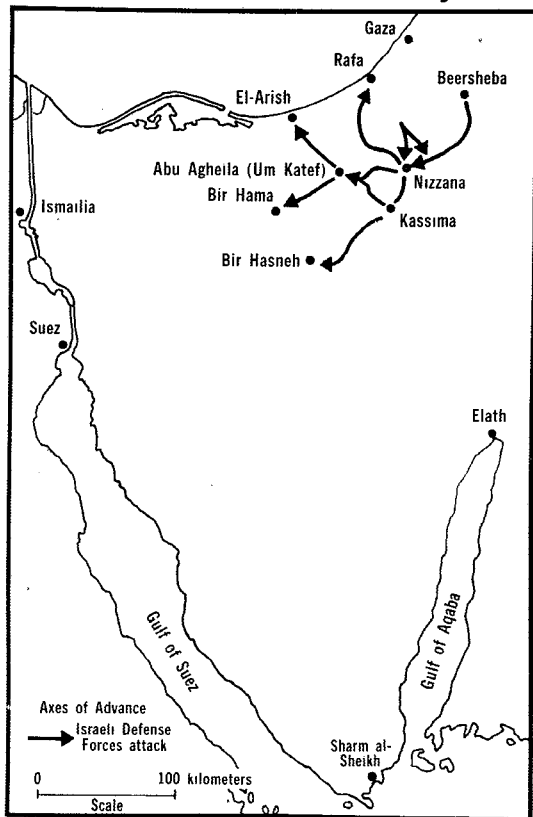 Gaza
Rafa
Beersheba
El-Arish
Abu Agheila (Um Katef)
Nizzana
Bir Hama
Ismailia
Kassima
Bir Hasneh
Suez
Elath
Gulf of Suez
Gulf of Aqaba
Axes of Advance
Israeli Defense
Forces attack
Sharm al-
Sheikh
0 100 kilometers
Scale